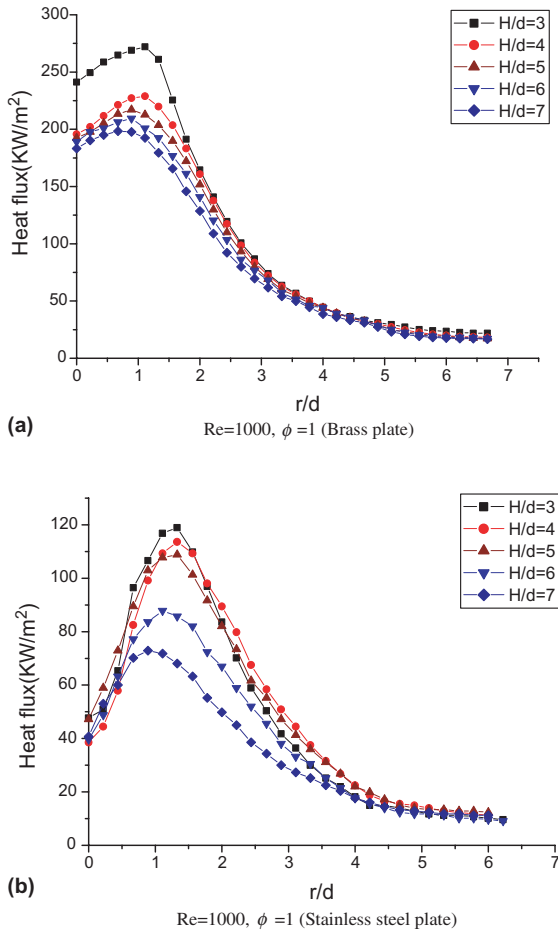 300
250
200
150
100
50
0
Heat flux(KW/m²)
H/d=3
H/d=4
H/d=5
H/d=6
H/d=7
0 1 2 3 4 5 6 7
r/d
(a)
Re=1000, ϕ =1 (Brass plate)
120
100
80
60
40
20
0
Heat flux(KW/m²)
H/d=3
H/d=4
H/d=5
H/d=6
H/d=7
0 1 2 3 4 5 6 7
r/d
(b)
Re=1000, ϕ =1 (Stainless steel plate)